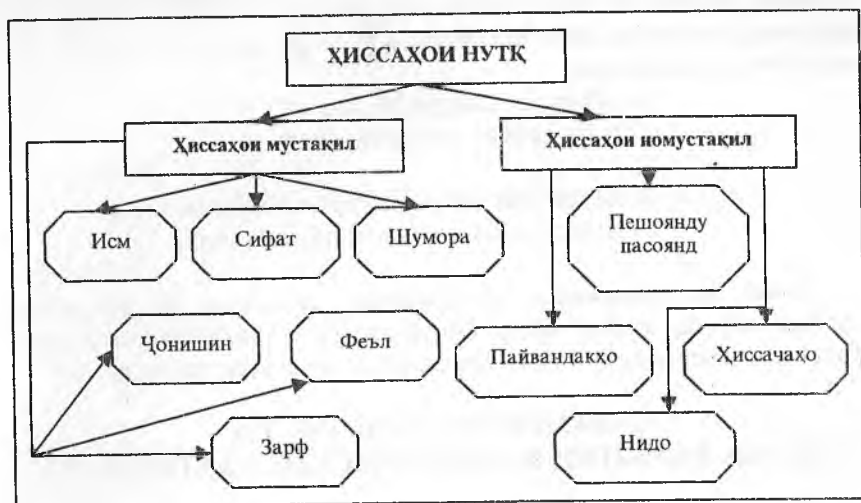 ҲИССАҲОИ НУТҚ
Ҳиссаҳои мустақил
Ҳиссаҳои номустақил
Исм
Сифат
Шумора
Пешоянду
пасоянд
Ҷонишин
Феъл
Пайвандакҳо
Ҳиссачаҳо
Зарф
Нидо